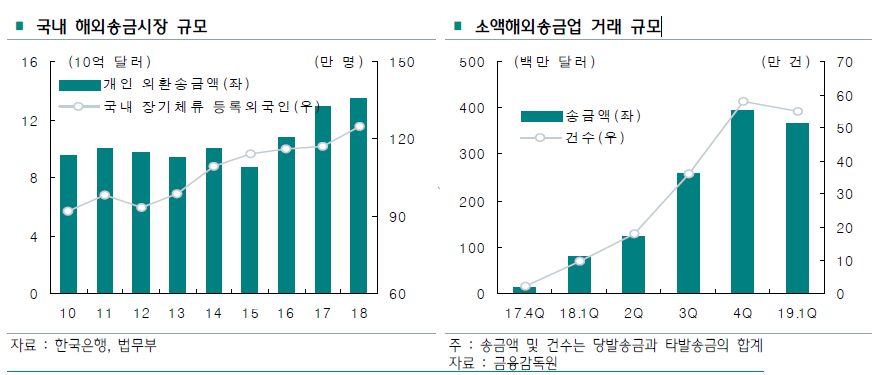 ■ 국내 해외송금시장 규모
(10억 달러) (만 명)
개인 외환송금액(좌)
국내 장기체류 등록외국인(우)
16
12
8
4
0
150
120
90
60
10 11 12 13 14 15 16 17 18
자료 : 한국은행, 법무부
■ 소액해외송금업 거래 규모
(백만 달러) (만 건)
송금액(좌)
건수(우)
500
400
300
200
100
0
70
60
50
40
30
20
10
0
17.4Q 18.1Q 2Q 3Q 4Q 19.1Q
주 : 송금액 및 건수는 당발송금과 타발송금의 합계
자료 : 금융감독원